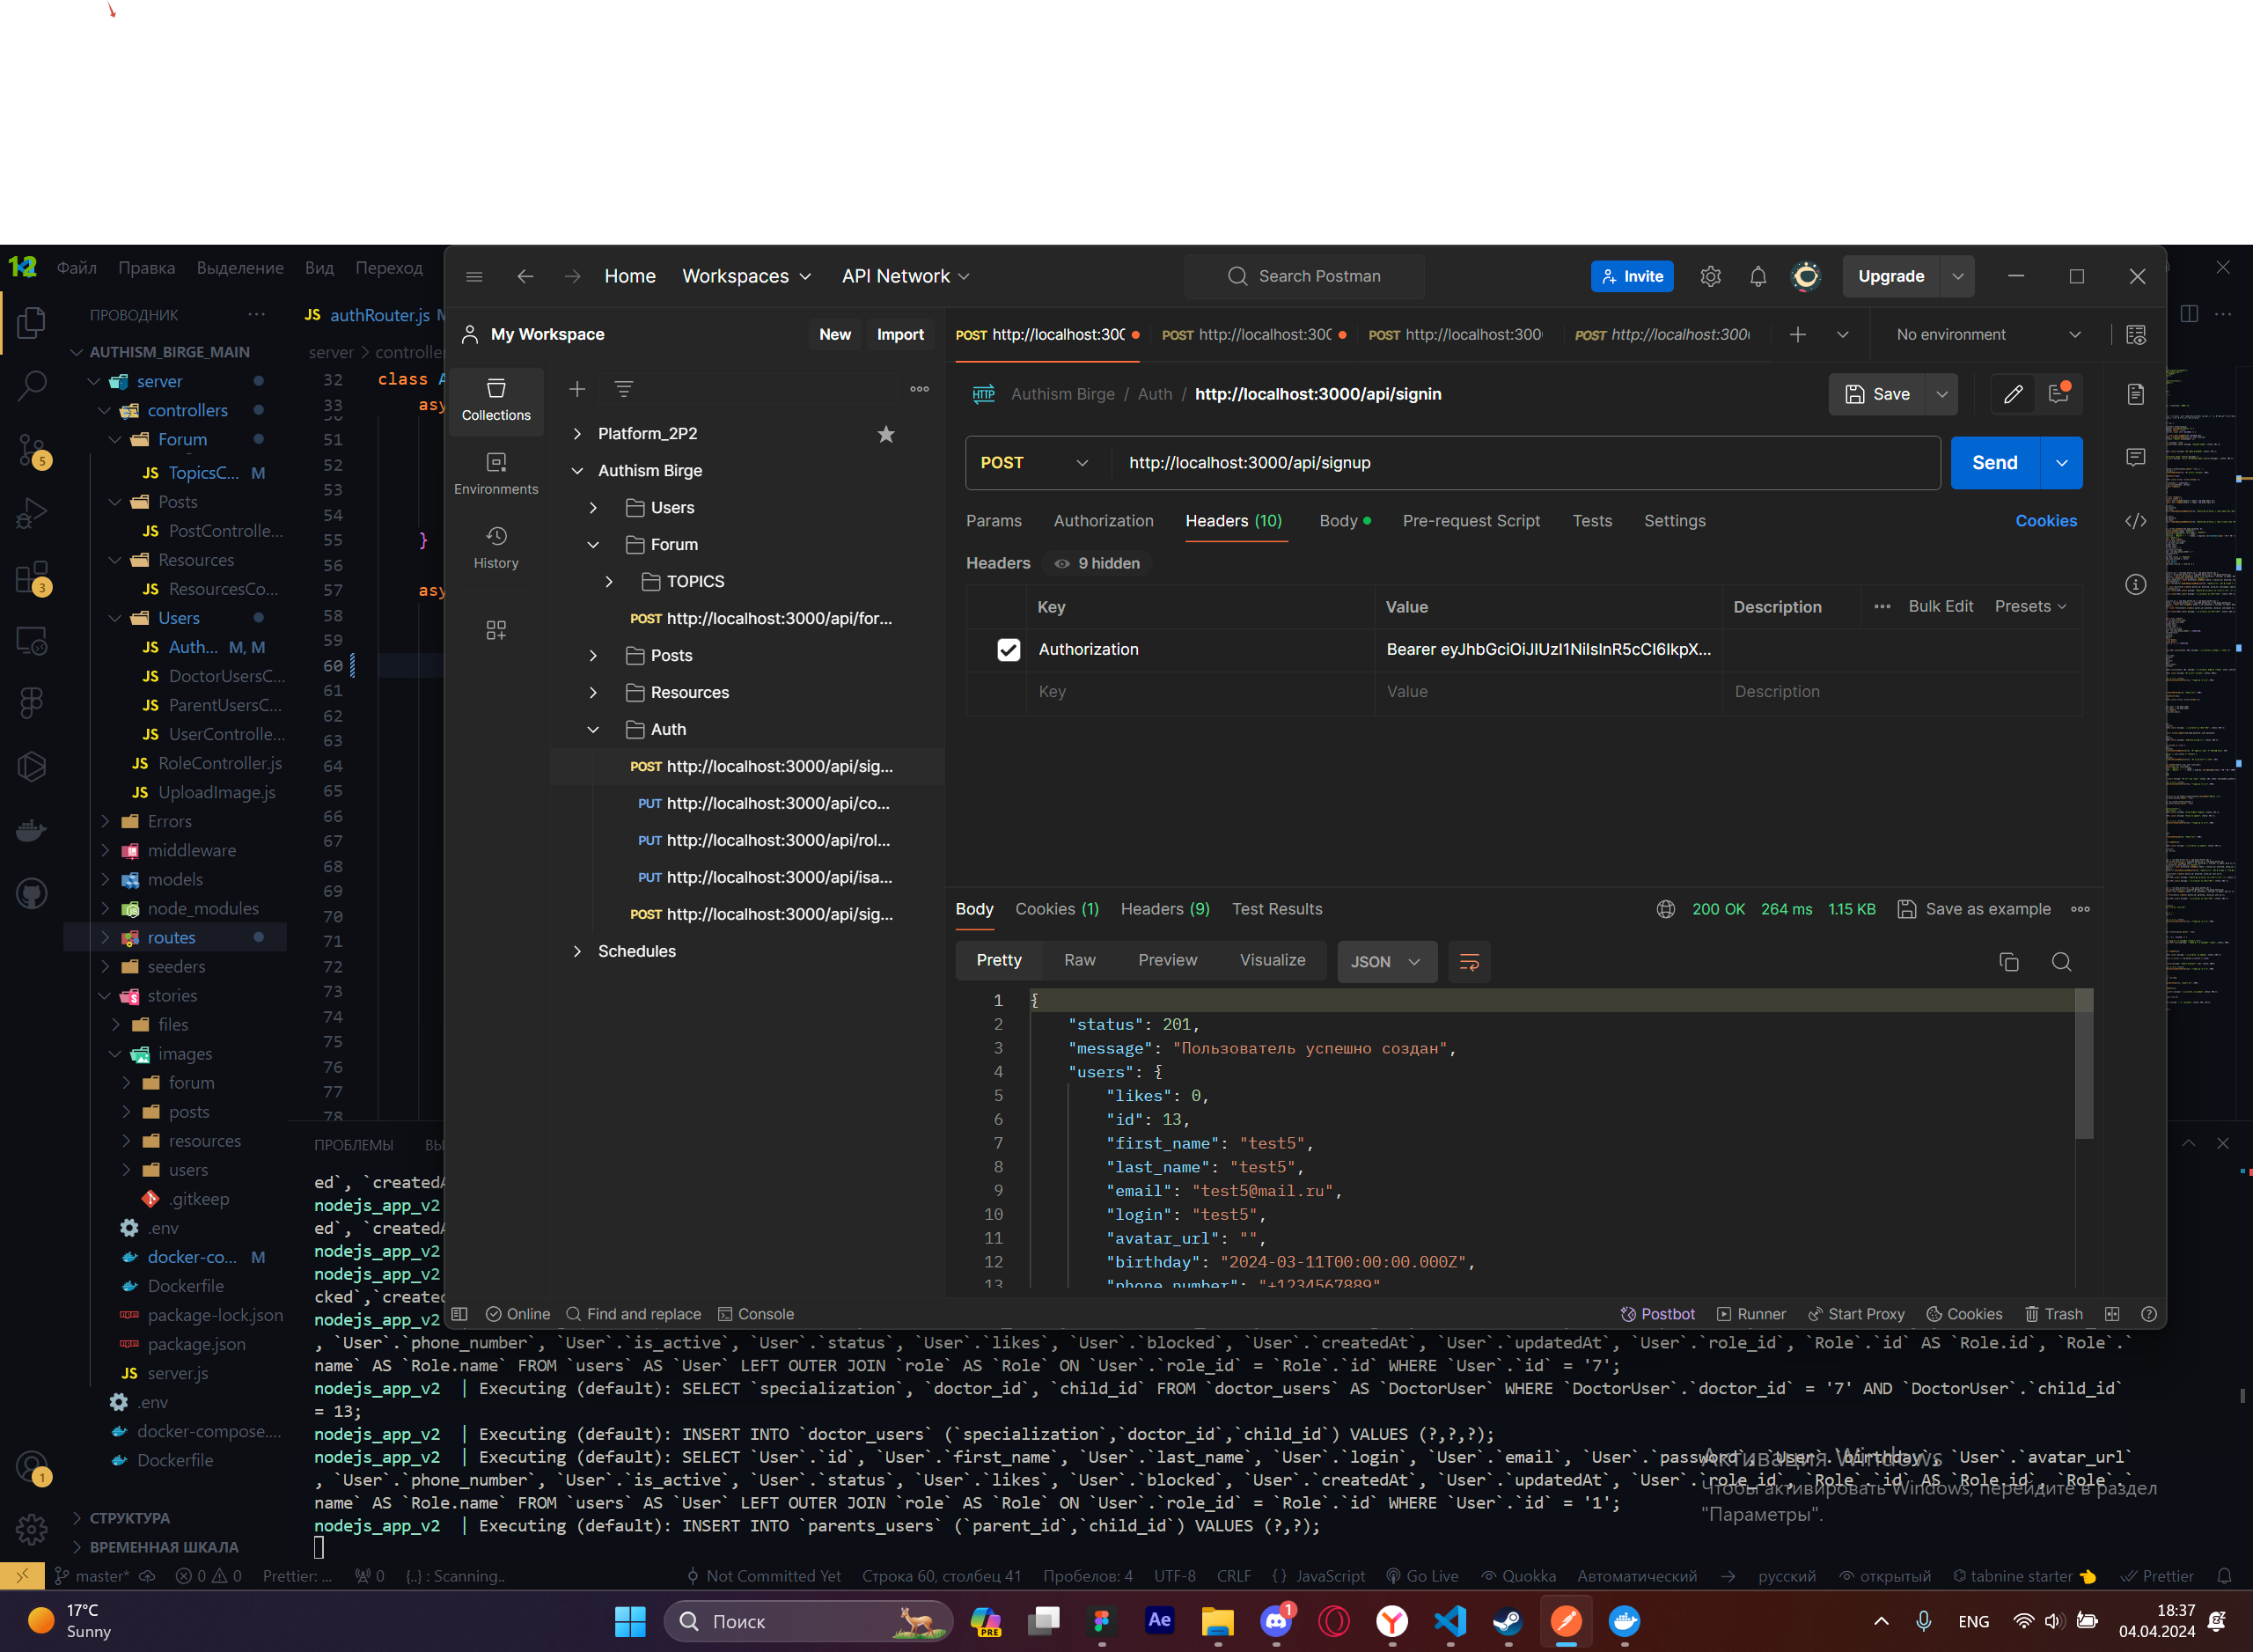 Файл Правка Выделение Вид Переход
Home Workspaces API Network Search Postman Invite Upgrade
ПРОВОДНИК
JS authRouter.js M
My Workspace New Import
POST http://localhost:300 POST http://localhost:300 POST http://localhost:300 POST http://localhost:300 No environment
AUTHISM_BIRGE_MAIN
server > controller
server
controllers
Forum
JS TopicsC... M
Posts
JS PostControlle...
Resources
JS ResourcesCo...
Users
JS Auth... M, M
JS DoctorUsersC...
JS ParentUsersC...
JS UserControlle...
JS RoleController.js
JS UploadImage.js
Errors
middleware
models
node_modules
routes
seeders
stories
files
images
forum
posts
resources
users
.gitkeep
.env
docker-co... M
Dockerfile
package-lock.json
package.json
JS server.js
.env
docker-compose....
Dockerfile
СТРУКТУРА
ВРЕМЕННАЯ ШКАЛА
5
3
1
32 class A
33 asy
51
52
53
54
55 }
56
57 asy
58
59
60
61
62
63
64
65
66
67
68
69
70
71
72
73
74
75
76
77
78
Collections
Environments
History
Platform_2P2
Authism Birge
Users
Forum
TOPICS
POST http://localhost:3000/api/for...
Posts
Resources
Auth
POST http://localhost:3000/api/sig...
PUT http://localhost:3000/api/co...
PUT http://localhost:3000/api/rol...
PUT http://localhost:3000/api/isa...
POST http://localhost:3000/api/sig...
Schedules
HTTP Authism Birge / Auth / http://localhost:3000/api/signin Save
POST http://localhost:3000/api/signup Send
Params Authorization Headers (10) Body Pre-request Script Tests Settings Cookies
Headers 9 hidden
Key Value Description Bulk Edit Presets
Authorization Bearer eyJhbGciOiJIUzI1NiIsInR5cCI6IkpX...
Key Value Description
Body Cookies (1) Headers (9) Test Results 200 OK 264 ms 1.15 KB Save as example
Pretty Raw Preview Visualize JSON
1 {
2 "status": 201,
3 "message": "Пользователь успешно создан",
4 "users": {
5 "likes": 0,
6 "id": 13,
7 "first_name": "test5",
8 "last_name": "test5",
9 "email": "test5@mail.ru",
10 "login": "test5",
11 "avatar_url": "",
12 "birthday": "2024-03-11T00:00:00.000Z",
13 "phone_number": "+1234567889"
Online Find and replace Console Postbot Runner Start Proxy Cookies Trash
ПРОБЛЕМЫ ВЫ
ed`, `createdA
nodejs_app_v2
ed`, `createdA
nodejs_app_v2
nodejs_app_v2
cked`,`created
nodejs_app_v2
, `User`.`phone_number`, `User`.`is_active`, `User`.`status`, `User`.`likes`, `User`.`blocked`, `User`.`createdAt`, `User`.`updatedAt`, `User`.`role_id`, `Role`.`id` AS `Role.id`, `Role`.`
name` AS `Role.name` FROM `users` AS `User` LEFT OUTER JOIN `role` AS `Role` ON `User`.`role_id` = `Role`.`id` WHERE `User`.`id` = '7';
nodejs_app_v2 | Executing (default): SELECT `specialization`, `doctor_id`, `child_id` FROM `doctor_users` AS `DoctorUser` WHERE `DoctorUser`.`doctor_id` = '7' AND `DoctorUser`.`child_id`
= 13;
nodejs_app_v2 | Executing (default): INSERT INTO `doctor_users` (`specialization`,`doctor_id`,`child_id`) VALUES (?,?,?);
nodejs_app_v2 | Executing (default): SELECT `User`.`id`, `User`.`first_name`, `User`.`last_name`, `User`.`login`, `User`.`email`, `User`.`password`, `User`.`birthday`, `User`.`avatar_url`
, `User`.`phone_number`, `User`.`is_active`, `User`.`status`, `User`.`likes`, `User`.`blocked`, `User`.`createdAt`, `User`.`updatedAt`, `User`.`role_id`, `Role`.`id` AS `Role.id`, `Role`.`
name` AS `Role.name` FROM `users` AS `User` LEFT OUTER JOIN `role` AS `Role` ON `User`.`role_id` = `Role`.`id` WHERE `User`.`id` = '1';
nodejs_app_v2 | Executing (default): INSERT INTO `parents_users` (`parent_id`,`child_id`) VALUES (?,?);
Активация Windows
Чтобы активировать Windows, перейдите в раздел
"Параметры".
master* 0 0 Prettier: ... 0 {..} : Scanning.. Not Committed Yet Строка 60, столбец 41 Пробелов: 4 UTF-8 CRLF {} JavaScript Go Live Quokka Автоматический → русский открытый tabnine starter Prettier
17°C
Sunny
Поиск PRE Ae 1 ENG
18:37
04.04.2024